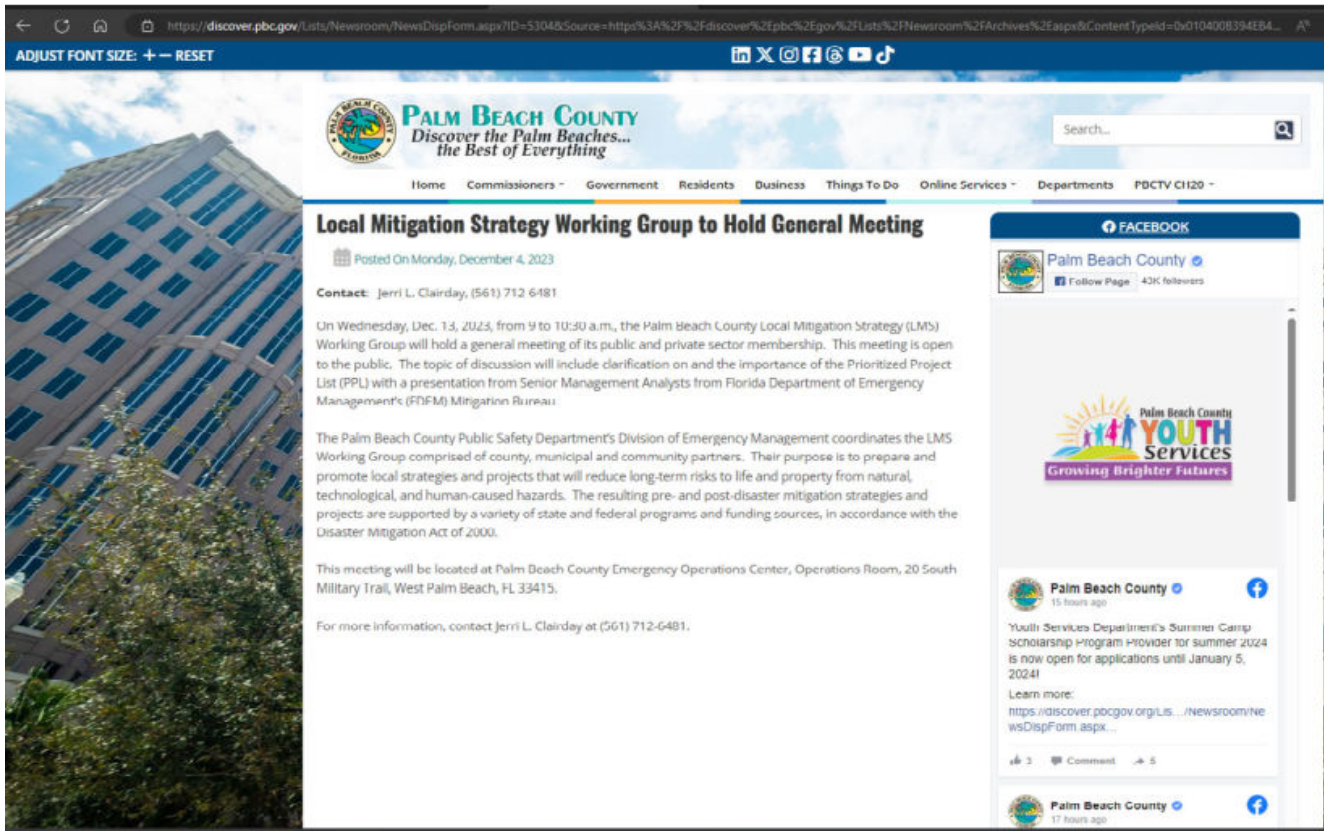 https://discover.pbc.gov/Lists/Newsroom/NewsDispForm.aspx?ID=5304&Source=https%3A%2F%2Fdiscover%2Epbc%2Egov%2FLists%2FNewsroom%2FArchives%2Easpx&ContentTypeId=0x0104008394EB4...
ADJUST FONT SIZE: + — RESET
PALM BEACH COUNTY
Discover the Palm Beaches...
the Best of Everything
Search...
Home Commissioners Government Residents Business Things To Do Online Services Departments PBCTV CH20
Local Mitigation Strategy Working Group to Hold General Meeting
Posted On Monday, December 4, 2023
Contact: Jerri L. Clairday, (561) 712 6481
On Wednesday, Dec. 13, 2023, from 9 to 10:30 a.m., the Palm Beach County Local Mitigation Strategy (LMS)
Working Group will hold a general meeting of its public and private sector membership. This meeting is open
to the public. The topic of discussion will include clarification on and the importance of the Prioritized Project
List (PPL) with a presentation from Senior Management Analysts from Florida Department of Emergency
Management's (FDEM) Mitigation Bureau.
The Palm Beach County Public Safety Department's Division of Emergency Management coordinates the LMS
Working Group comprised of county, municipal and community partners. Their purpose is to prepare and
promote local strategies and projects that will reduce long-term risks to life and property from natural,
technological, and human-caused hazards. The resulting pre- and post-disaster mitigation strategies and
projects are supported by a variety of state and federal programs and funding sources, in accordance with the
Disaster Mitigation Act of 2000.
This meeting will be located at Palm Beach County Emergency Operations Center, Operations Room, 20 South
Military Trail, West Palm Beach, FL 33415.
For more information, contact Jerri L. Clairday at (561) 712-6481.
FACEBOOK
Palm Beach County
Follow Page 43K followers
Palm Beach County
YOUTH
Services
Growing Brighter Futures
Palm Beach County
15 hours ago
Youth Services Department's Summer Camp
Scholarship Program Provider for summer 2024
is now open for applications until January 5,
2024!
Learn more:
https://discover.pbcgov.org/Lis.../Newsroom/Ne
wsDispForm.aspx...
3 Comment 5
Palm Beach County
17 hours ago